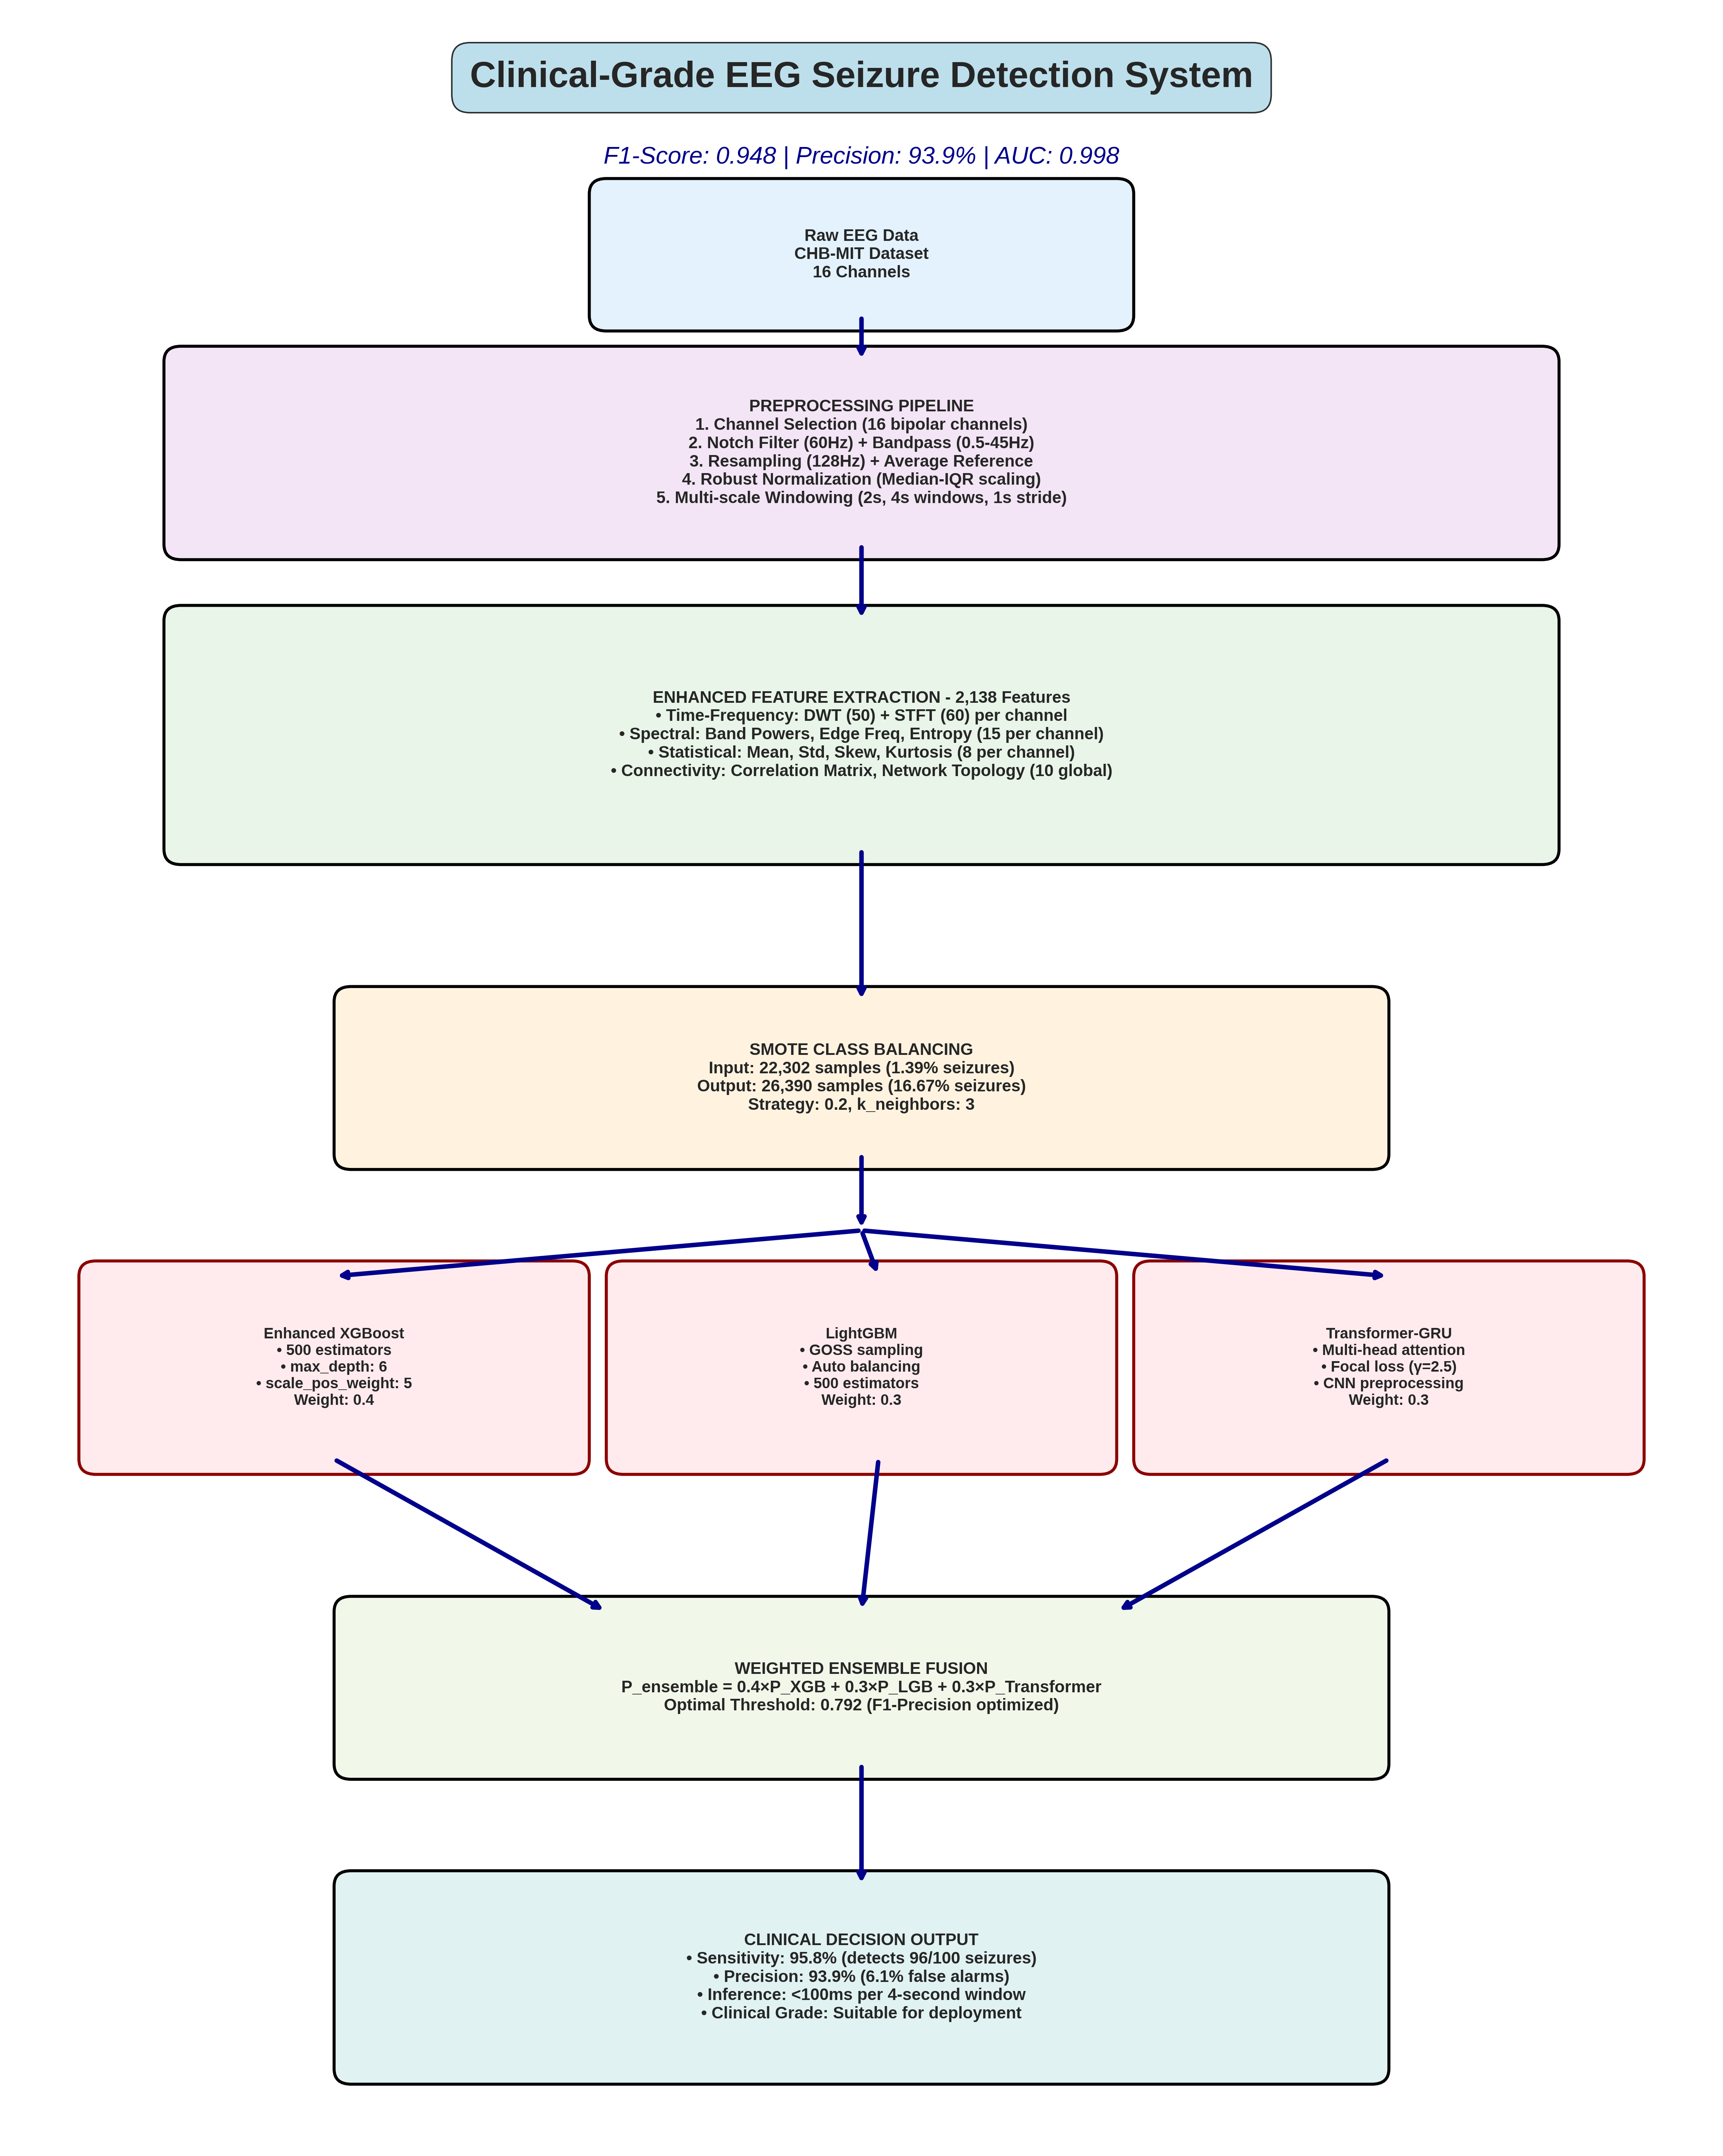 Clinical-Grade EEG Seizure Detection System
F1-Score: 0.948 | Precision: 93.9% | AUC: 0.998
Raw EEG Data
CHB-MIT Dataset
16 Channels
PREPROCESSING PIPELINE
1. Channel Selection (16 bipolar channels)
2. Notch Filter (60Hz) + Bandpass (0.5-45Hz)
3. Resampling (128Hz) + Average Reference
4. Robust Normalization (Median-IQR scaling)
5. Multi-scale Windowing (2s, 4s windows, 1s stride)
ENHANCED FEATURE EXTRACTION - 2,138 Features
• Time-Frequency: DWT (50) + STFT (60) per channel
• Spectral: Band Powers, Edge Freq, Entropy (15 per channel)
• Statistical: Mean, Std, Skew, Kurtosis (8 per channel)
• Connectivity: Correlation Matrix, Network Topology (10 global)
SMOTE CLASS BALANCING
Input: 22,302 samples (1.39% seizures)
Output: 26,390 samples (16.67% seizures)
Strategy: 0.2, k_neighbors: 3
Enhanced XGBoost
• 500 estimators
• max_depth: 6
• scale_pos_weight: 5
Weight: 0.4
LightGBM
• GOSS sampling
• Auto balancing
• 500 estimators
Weight: 0.3
Transformer-GRU
• Multi-head attention
• Focal loss (γ=2.5)
• CNN preprocessing
Weight: 0.3
WEIGHTED ENSEMBLE FUSION
P_ensemble = 0.4×P_XGB + 0.3×P_LGB + 0.3×P_Transformer
Optimal Threshold: 0.792 (F1-Precision optimized)
CLINICAL DECISION OUTPUT
• Sensitivity: 95.8% (detects 96/100 seizures)
• Precision: 93.9% (6.1% false alarms)
• Inference: <100ms per 4-second window
• Clinical Grade: Suitable for deployment